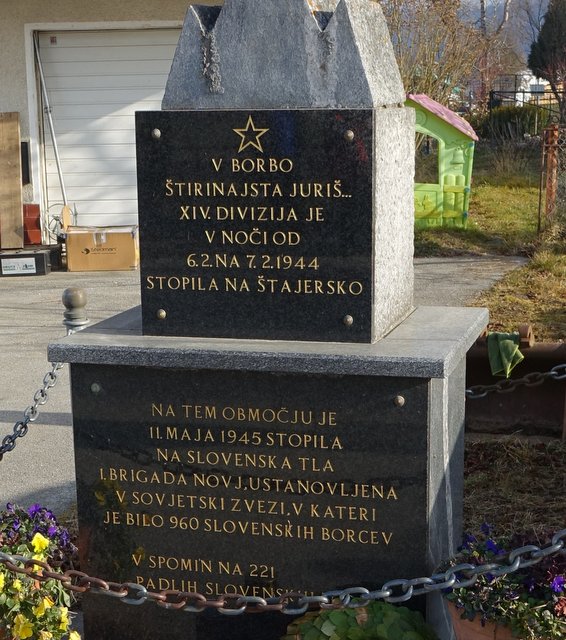 V BORBO
ŠTIRINAJSTA JURIŠ...
XIV. DIVIZIJA JE
V NOČI OD
6.2. NA 7.2.1944
STOPILA NA ŠTAJERSKO
NA TEM OBMOČJU JE
11. MAJA 1945 STOPILA
NA SLOVENSKA TLA
I. BRIGADA NOV J, USTANOVLJENA
V SOVJETSKI ZVEZI, V KATERI
JE BILO 960 SLOVENSKIH BORCEV
V SPOMIN NA 221
PADLIH SLOVENSKIH